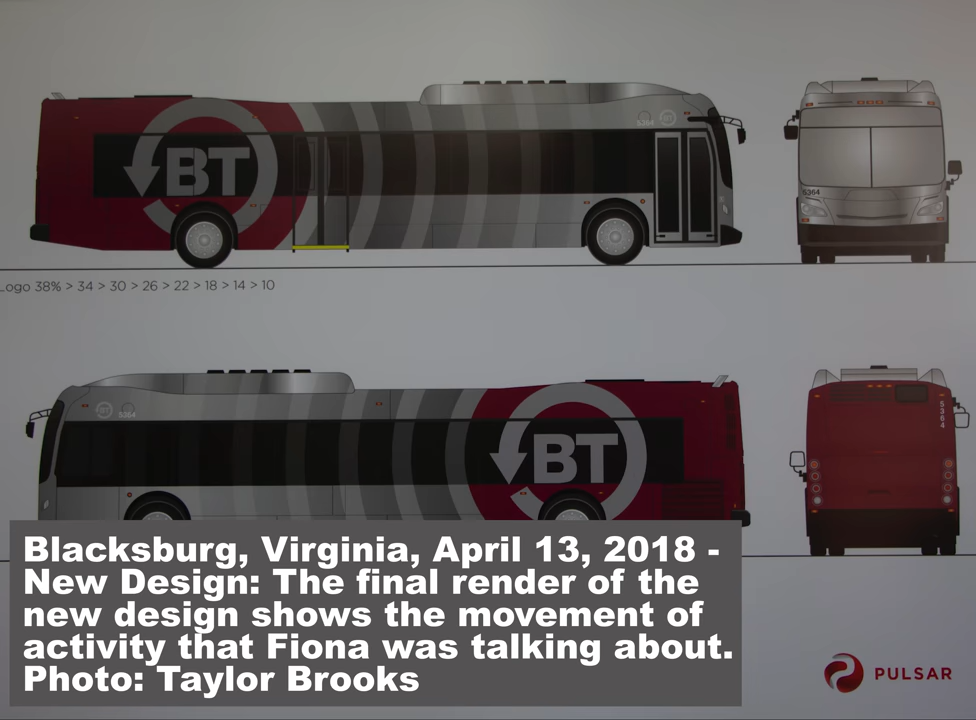 BT
5364
5364
Logo 38% > 34 > 30 > 26 > 22 > 18 > 14 > 10
5364
BT
5364
Blacksburg, Virginia, April 13, 2018 -
New Design: The final render of the
new design shows the movement of
activity that Fiona was talking about.
Photo: Taylor Brooks
PULSAR